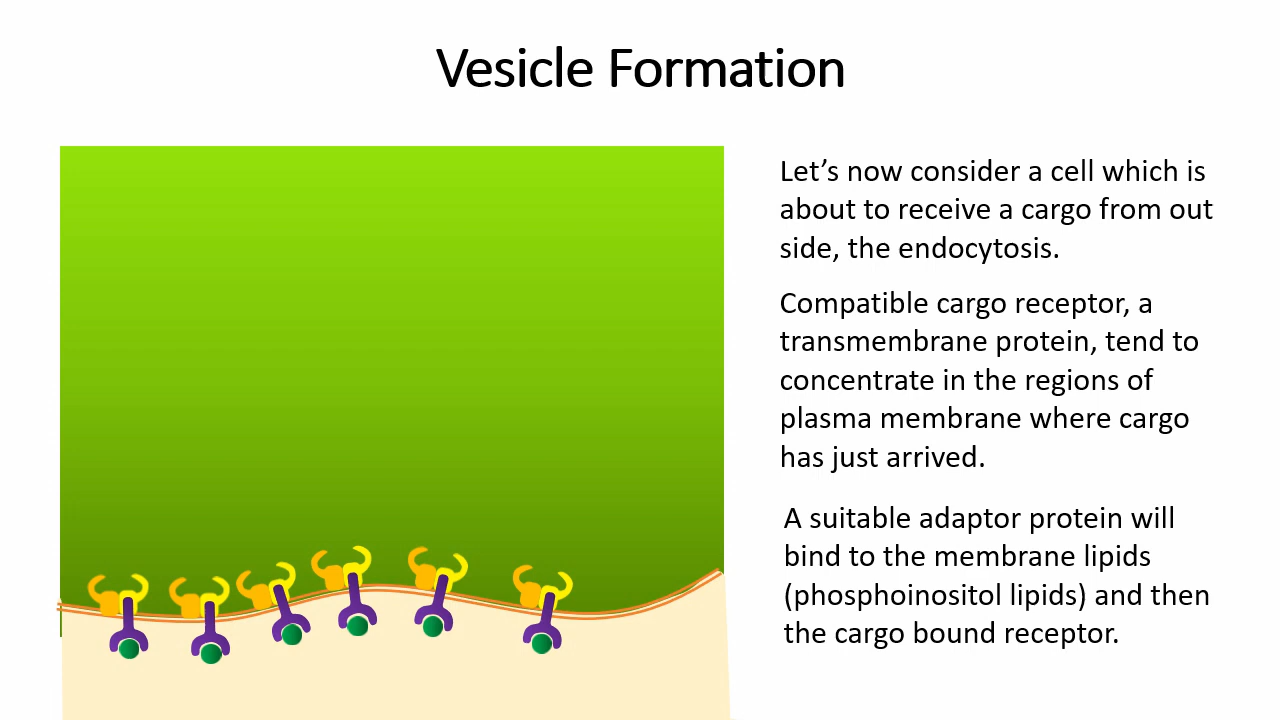 Vesicle Formation
Let’s now consider a cell which is
about to receive a cargo from out
side, the endocytosis.
Compatible cargo receptor, a
transmembrane protein, tend to
concentrate in the regions of
plasma membrane where cargo
has just arrived.
A suitable adaptor protein will
bind to the membrane lipids
(phosphoinositol lipids) and then
the cargo bound receptor.